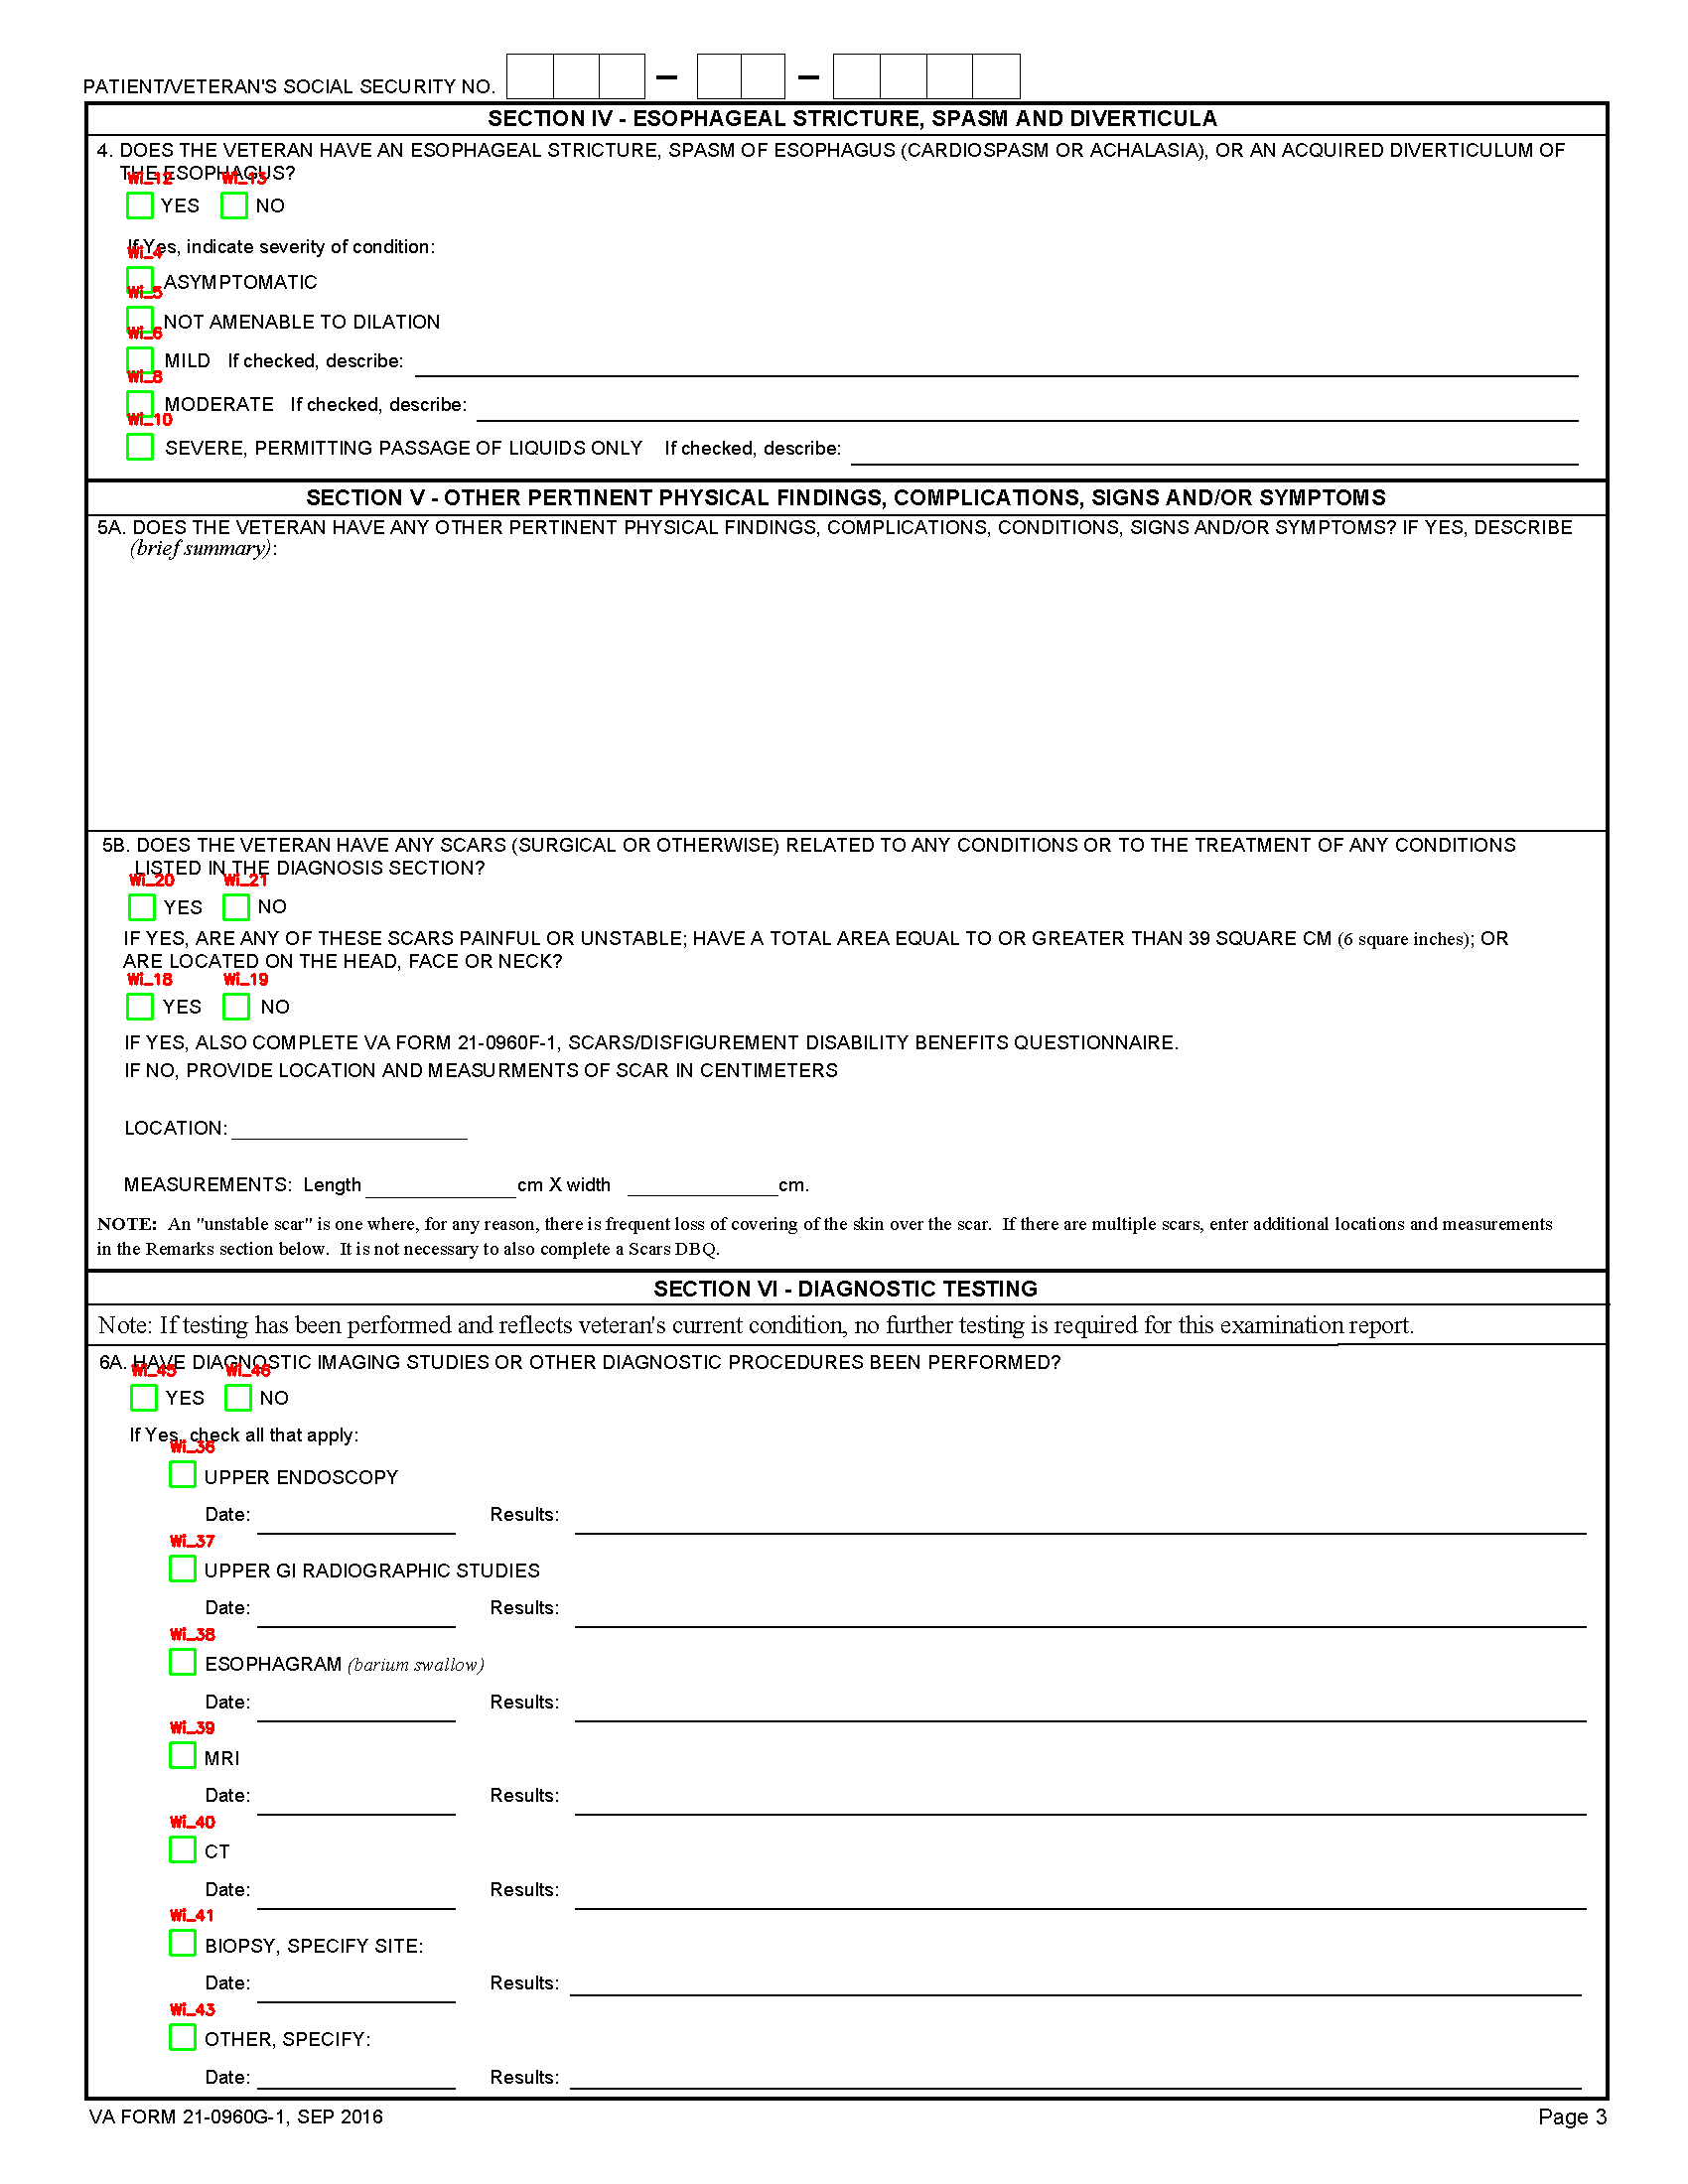 PATIENT/VETERAN'S SOCIAL SECURITY NO.
SECTION IV - ESOPHAGEAL STRICTURE, SPASM AND DIVERTICULA
4. DOES THE VETERAN HAVE AN ESOPHAGEAL STRICTURE, SPASM OF ESOPHAGUS (CARDIOSPASM OR ACHALASIA), OR AN ACQUIRED DIVERTICULUM OF
THE ESOPHAGUS?
Wi_12 Wi_13
YES NO
If Yes, indicate severity of condition:
Wi_4
ASYMPTOMATIC
Wi_5
NOT AMENABLE TO DILATION
Wi_6
MILD If checked, describe:
Wi_8
MODERATE If checked, describe:
Wi_10
SEVERE, PERMITTING PASSAGE OF LIQUIDS ONLY If checked, describe:
SECTION V - OTHER PERTINENT PHYSICAL FINDINGS, COMPLICATIONS, SIGNS AND/OR SYMPTOMS
5A. DOES THE VETERAN HAVE ANY OTHER PERTINENT PHYSICAL FINDINGS, COMPLICATIONS, CONDITIONS, SIGNS AND/OR SYMPTOMS? IF YES, DESCRIBE
(brief summary):
5B. DOES THE VETERAN HAVE ANY SCARS (SURGICAL OR OTHERWISE) RELATED TO ANY CONDITIONS OR TO THE TREATMENT OF ANY CONDITIONS
LISTED IN THE DIAGNOSIS SECTION?
Wi_20 Wi_21
YES NO
IF YES, ARE ANY OF THESE SCARS PAINFUL OR UNSTABLE; HAVE A TOTAL AREA EQUAL TO OR GREATER THAN 39 SQUARE CM (6 square inches); OR
ARE LOCATED ON THE HEAD, FACE OR NECK?
Wi_18 Wi_19
YES NO
IF YES, ALSO COMPLETE VA FORM 21-0960F-1, SCARS/DISFIGUREMENT DISABILITY BENEFITS QUESTIONNAIRE.
IF NO, PROVIDE LOCATION AND MEASURMENTS OF SCAR IN CENTIMETERS
LOCATION:
MEASUREMENTS: Length cm X width cm.
NOTE: An "unstable scar" is one where, for any reason, there is frequent loss of covering of the skin over the scar. If there are multiple scars, enter additional locations and measurements
in the Remarks section below. It is not necessary to also complete a Scars DBQ.
SECTION VI - DIAGNOSTIC TESTING
Note: If testing has been performed and reflects veteran's current condition, no further testing is required for this examination report.
6A. HAVE DIAGNOSTIC IMAGING STUDIES OR OTHER DIAGNOSTIC PROCEDURES BEEN PERFORMED?
Wi_45 Wi_46
YES NO
If Yes, check all that apply:
Wi_36
UPPER ENDOSCOPY
Date: Results:
Wi_37
UPPER GI RADIOGRAPHIC STUDIES
Date: Results:
Wi_38
ESOPHAGRAM (barium swallow)
Date: Results:
Wi_39
MRI
Date: Results:
Wi_40
CT
Date: Results:
Wi_41
BIOPSY, SPECIFY SITE:
Date: Results:
Wi_43
OTHER, SPECIFY:
Date: Results:
VA FORM 21-0960G-1, SEP 2016 Page 3